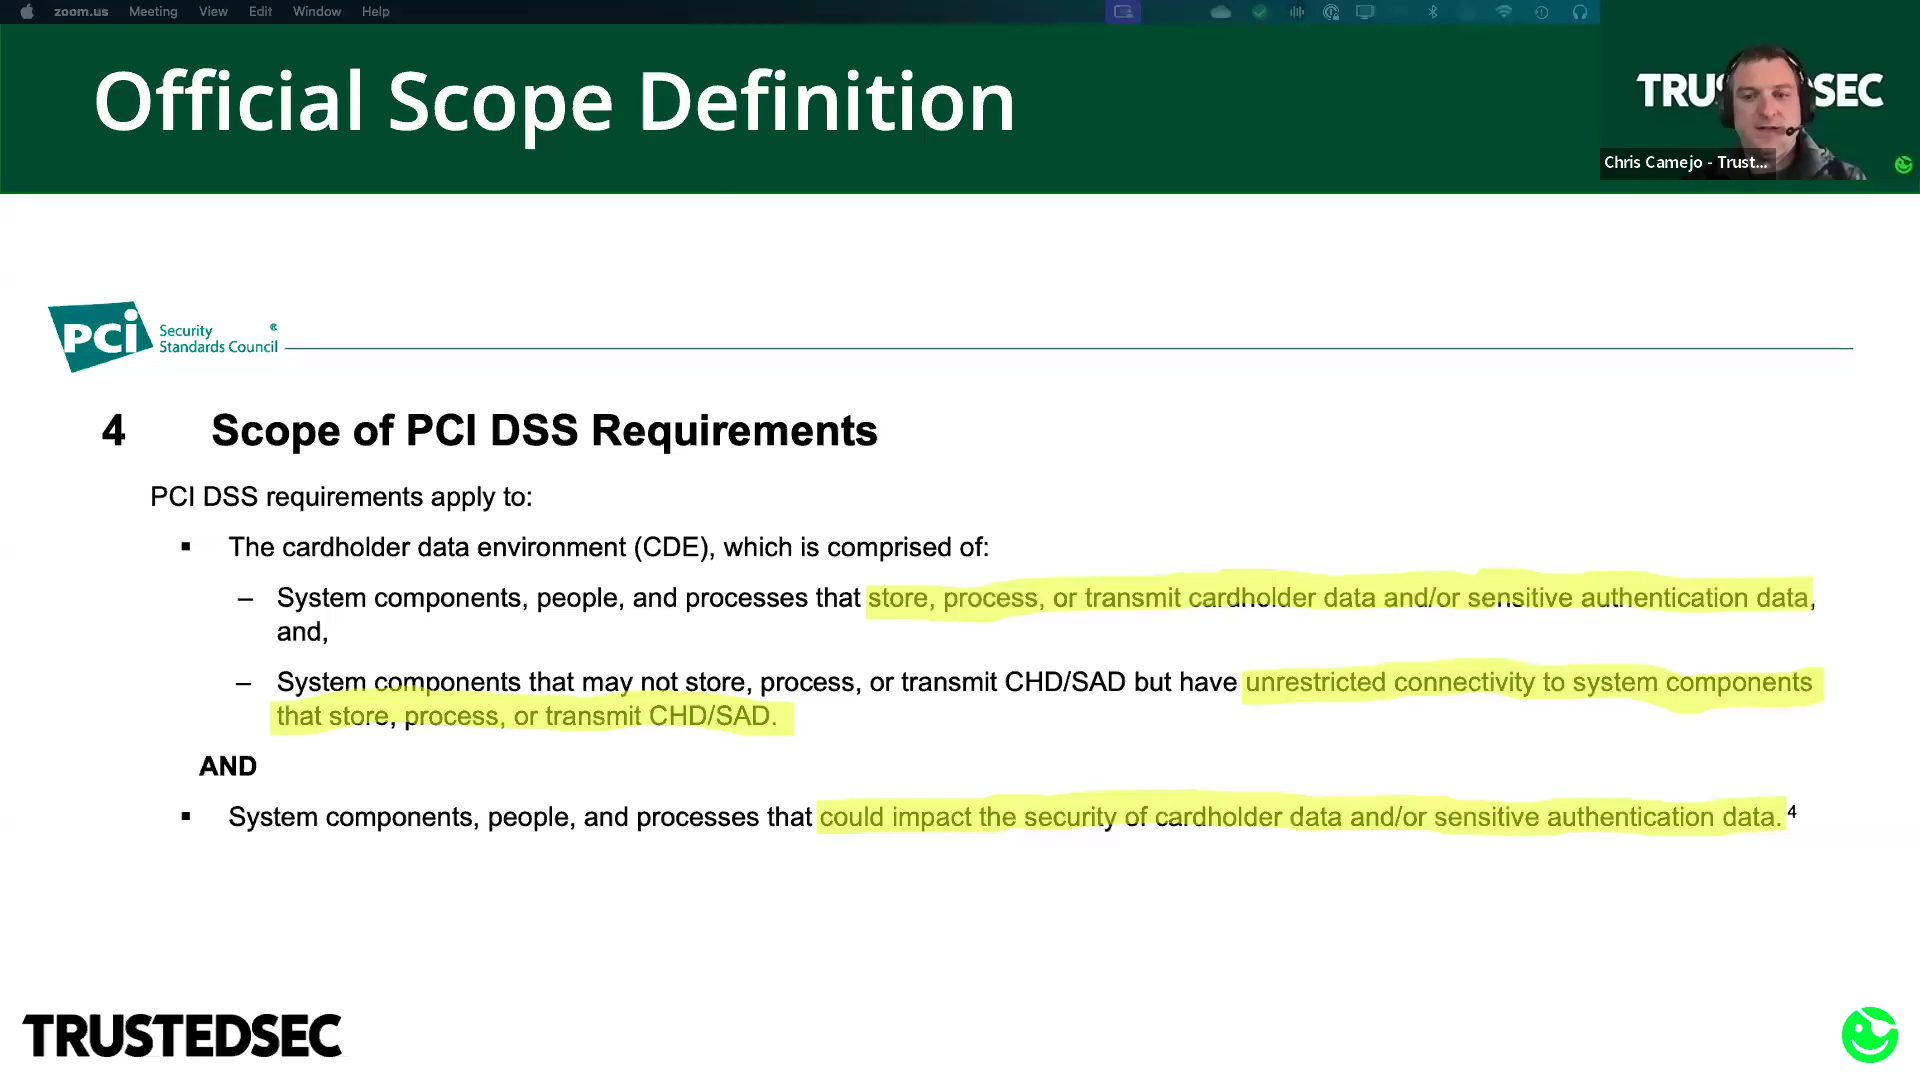 zoom.us Meeting View Edit Window Help
Official Scope Definition
TRUSTEDSEC
Chris Camejo - Trust...
PCI Security Standards Council ®
4 Scope of PCI DSS Requirements
PCI DSS requirements apply to:
▪ The cardholder data environment (CDE), which is comprised of:
– System components, people, and processes that store, process, or transmit cardholder data and/or sensitive authentication data,
and,
– System components that may not store, process, or transmit CHD/SAD but have unrestricted connectivity to system components
that store, process, or transmit CHD/SAD.
AND
▪ System components, people, and processes that could impact the security of cardholder data and/or sensitive authentication data. 4
TRUSTEDSEC